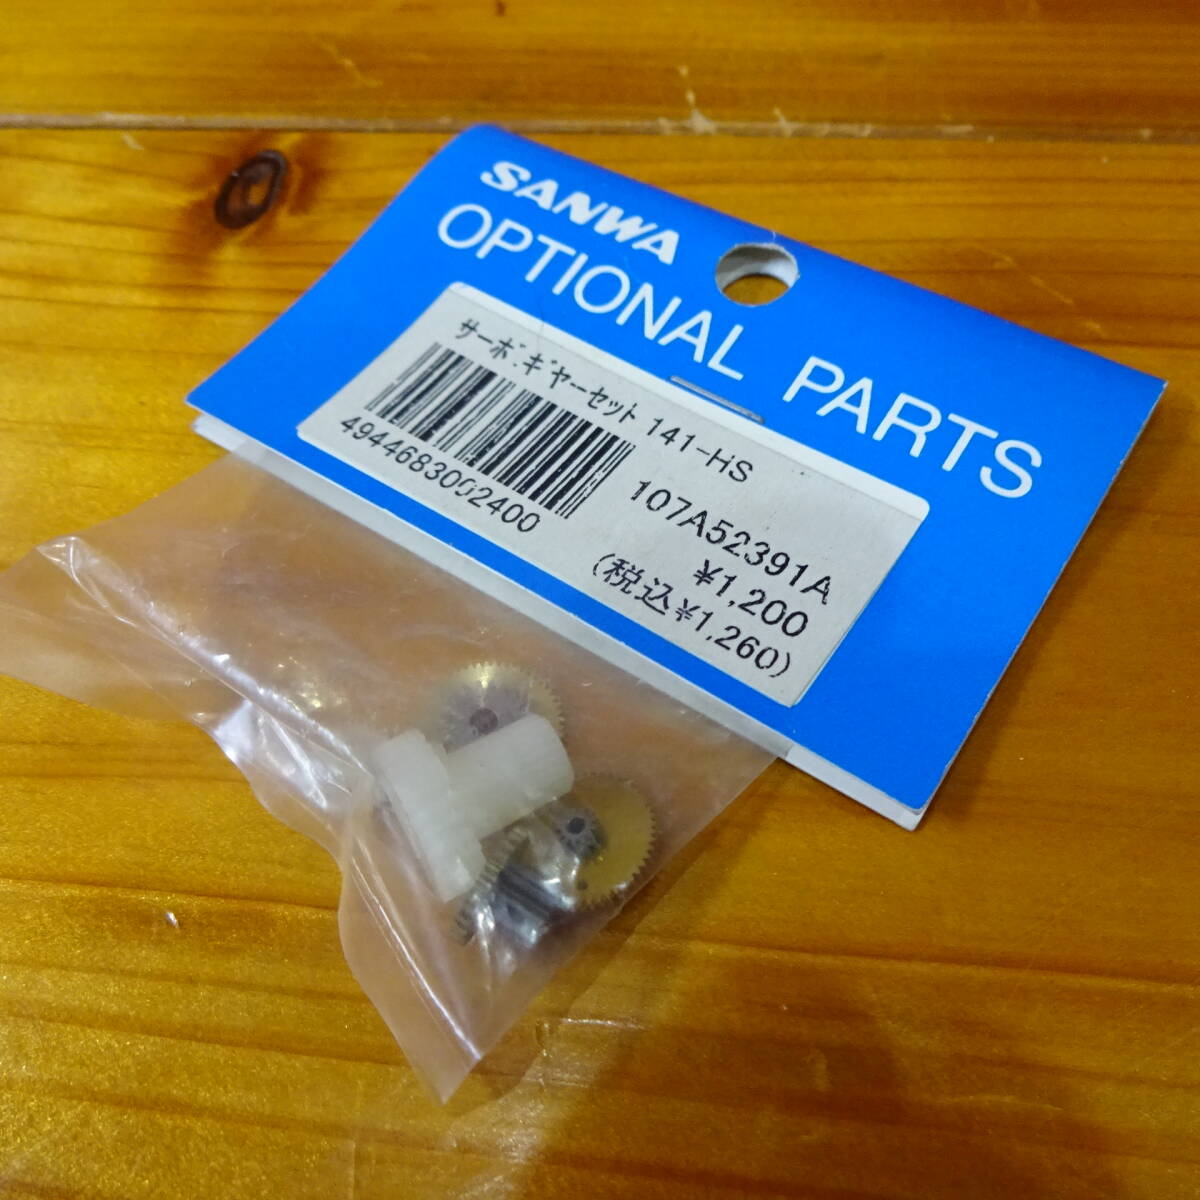 SANWA
OPTIONAL PARTS
サーボ.ギヤーセット 141-HS
4944683002400
107A52391A
¥1,200
(税込¥1,260)